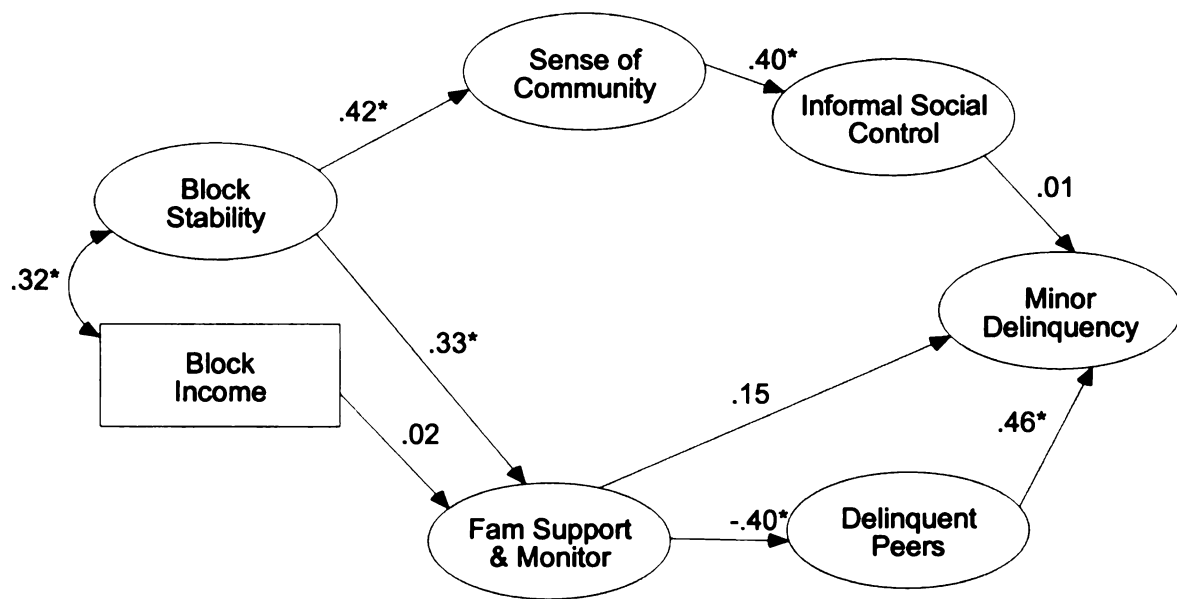 Sense of
Community
.40*
Informal Social
Control
.42*
Block
Stability
.01
.32*
Minor
Delinquency
.33*
Block
Income
.15
.02
.46*
Fam Support
& Monitor
-.40*
Delinquent
Peers